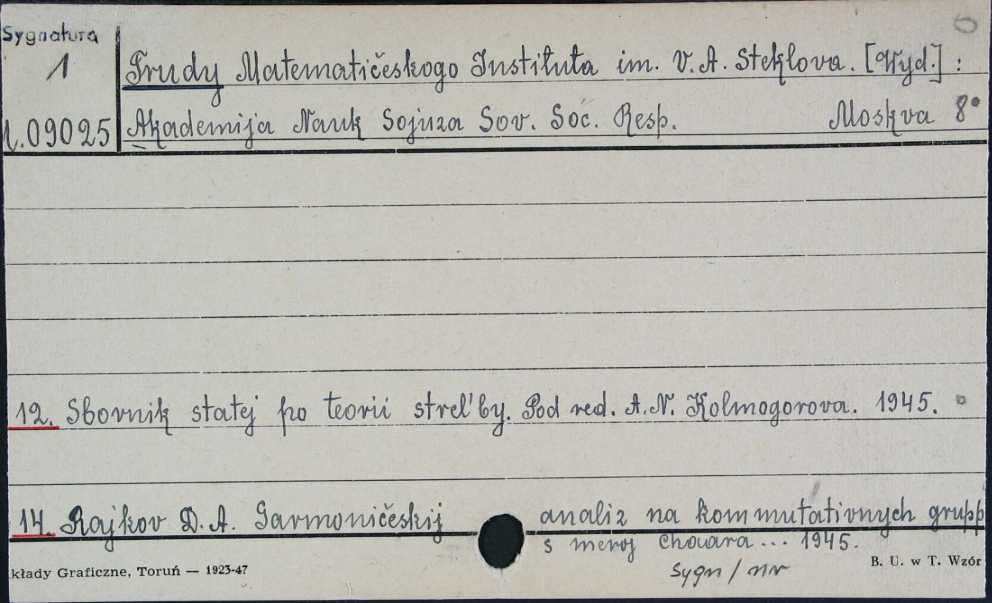 Sygnatura
1
Trudy Matematičeskogo Instituta im. V.A. Steklova. [Wyd.] :
09025 Akademija Nauk Sojuza Sov. Soc. Resp. Moskva 8°
12. Sbornik statej po teorii strel'by. Pod red. A.N. Kolmogorova. 1945.
14. Rajkov D.A. Garmoničeskij analiz na kommutativnych grupp
s meroj Chaara... 1945.
kłady Graficzne, Toruń — 1923-47
sygn / nr
B. U. w T. Wzór